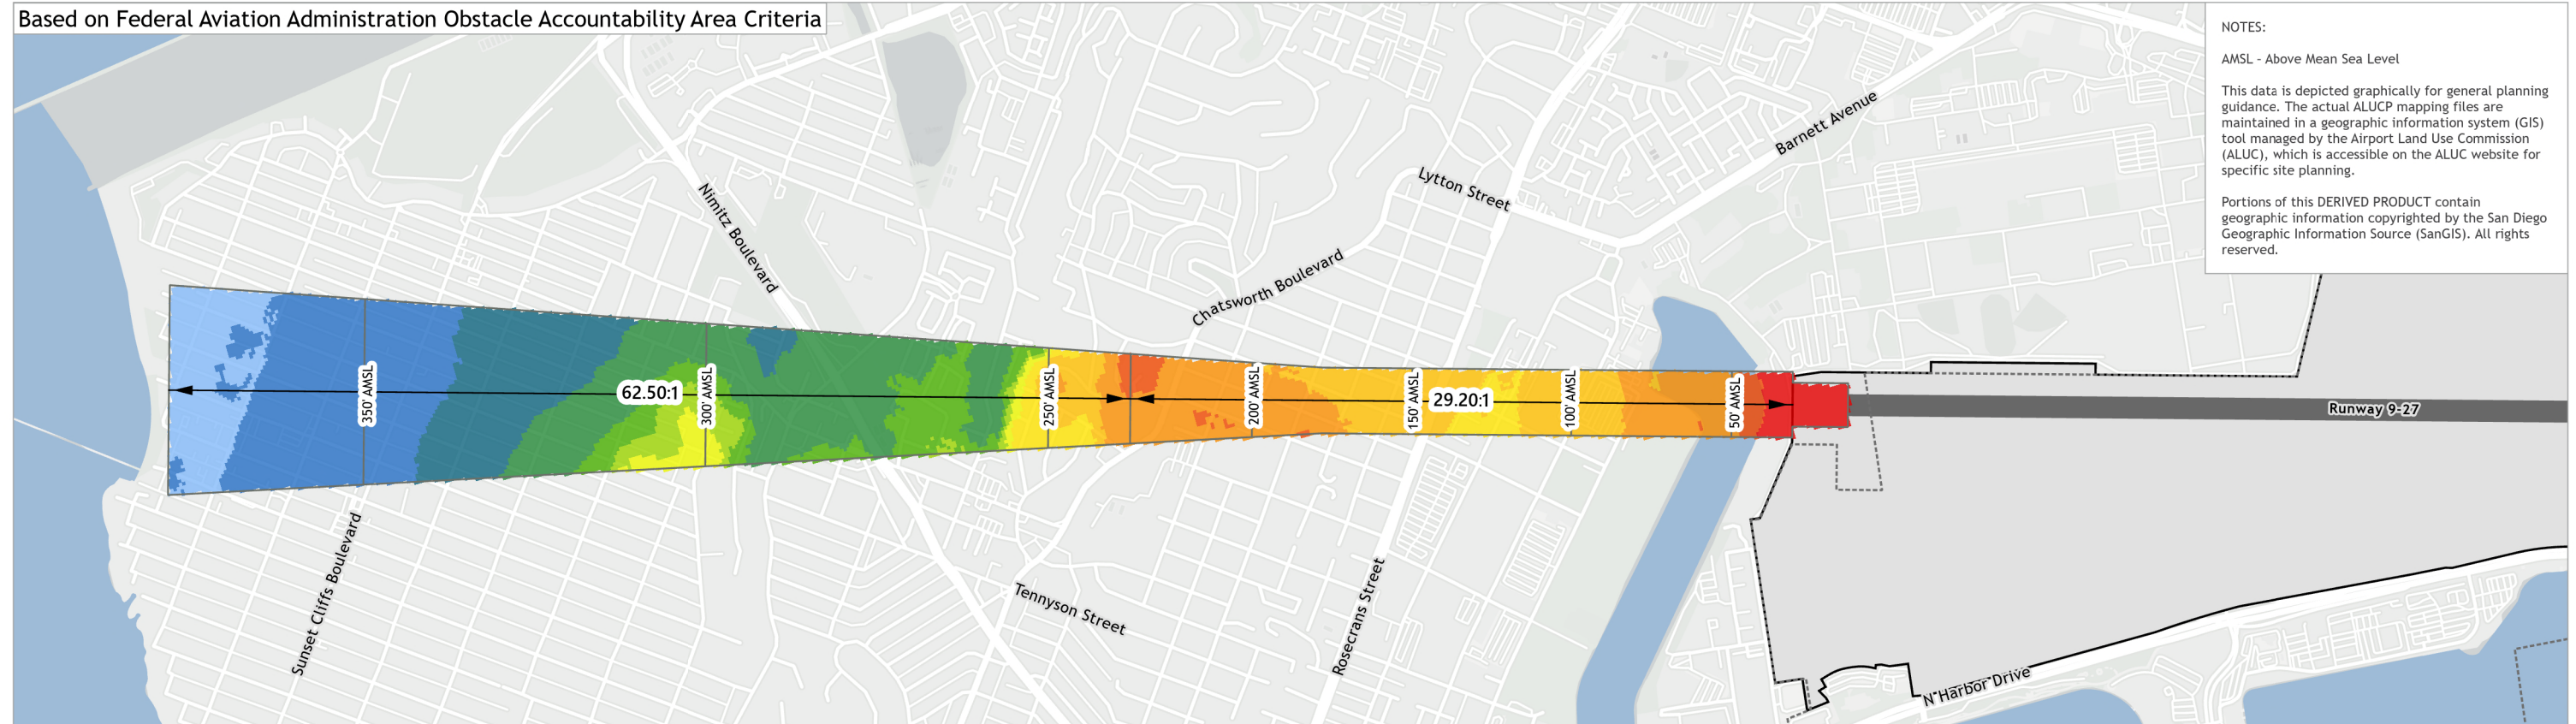 Based on Federal Aviation Administration Obstacle Accountability Area Criteria
NOTES:
AMSL - Above Mean Sea Level
This data is depicted graphically for general planning
guidance. The actual ALUCP mapping files are
maintained in a geographic information system (GIS)
tool managed by the Airport Land Use Commission
(ALUC), which is accessible on the ALUC website for
specific site planning.
Portions of this DERIVED PRODUCT contain
geographic information copyrighted by the San Diego
Geographic Information Source (SanGIS). All rights
reserved.
Barnett Avenue
Lytton Street
Nimitz Boulevard
Chatsworth Boulevard
350' AMSL
62.50:1
300' AMSL
250' AMSL
200' AMSL
150' AMSL
29.20:1
100' AMSL
50' AMSL
Runway 9-27
Sunset Cliffs Boulevard
Tennyson Street
Rosecrans Street
N Harbor Drive